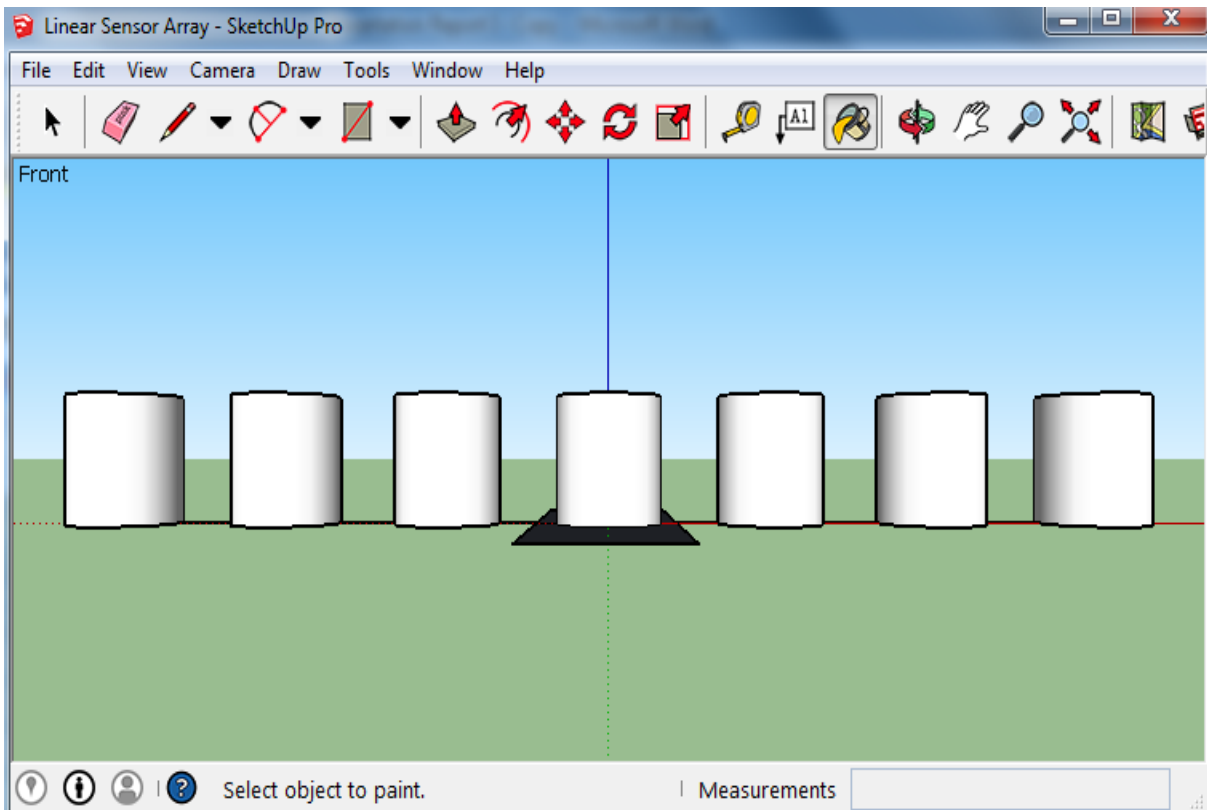 Linear Sensor Array - SketchUp Pro
File Edit View Camera Draw Tools Window Help
A1
Front
Select object to paint.
Measurements